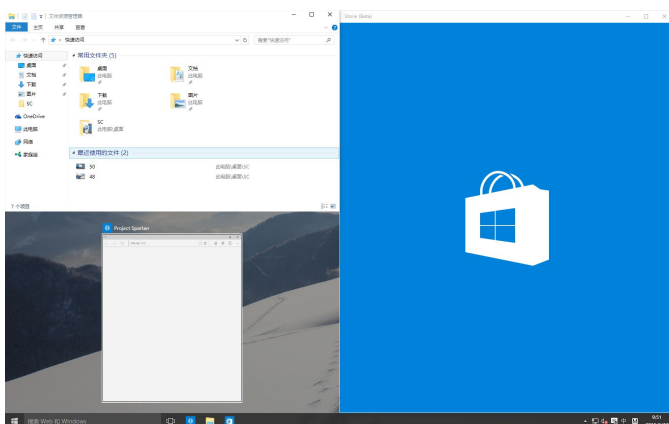 文件资源管理器
Store (Beta)
文件 主页 共享 查看
快速访问
搜索"快速访问"
快速访问
桌面
文档
下载
图片
SC
OneDrive
此电脑
网络
家庭组
常用文件夹 (5)
桌面
此电脑
文档
此电脑
下载
此电脑
图片
此电脑
SC
此电脑\桌面
最近使用的文件 (2)
50 此电脑\桌面\SC
48 此电脑\桌面\SC
7 个项目
Project Spartan
搜索 Web 和 Windows
中
9:51